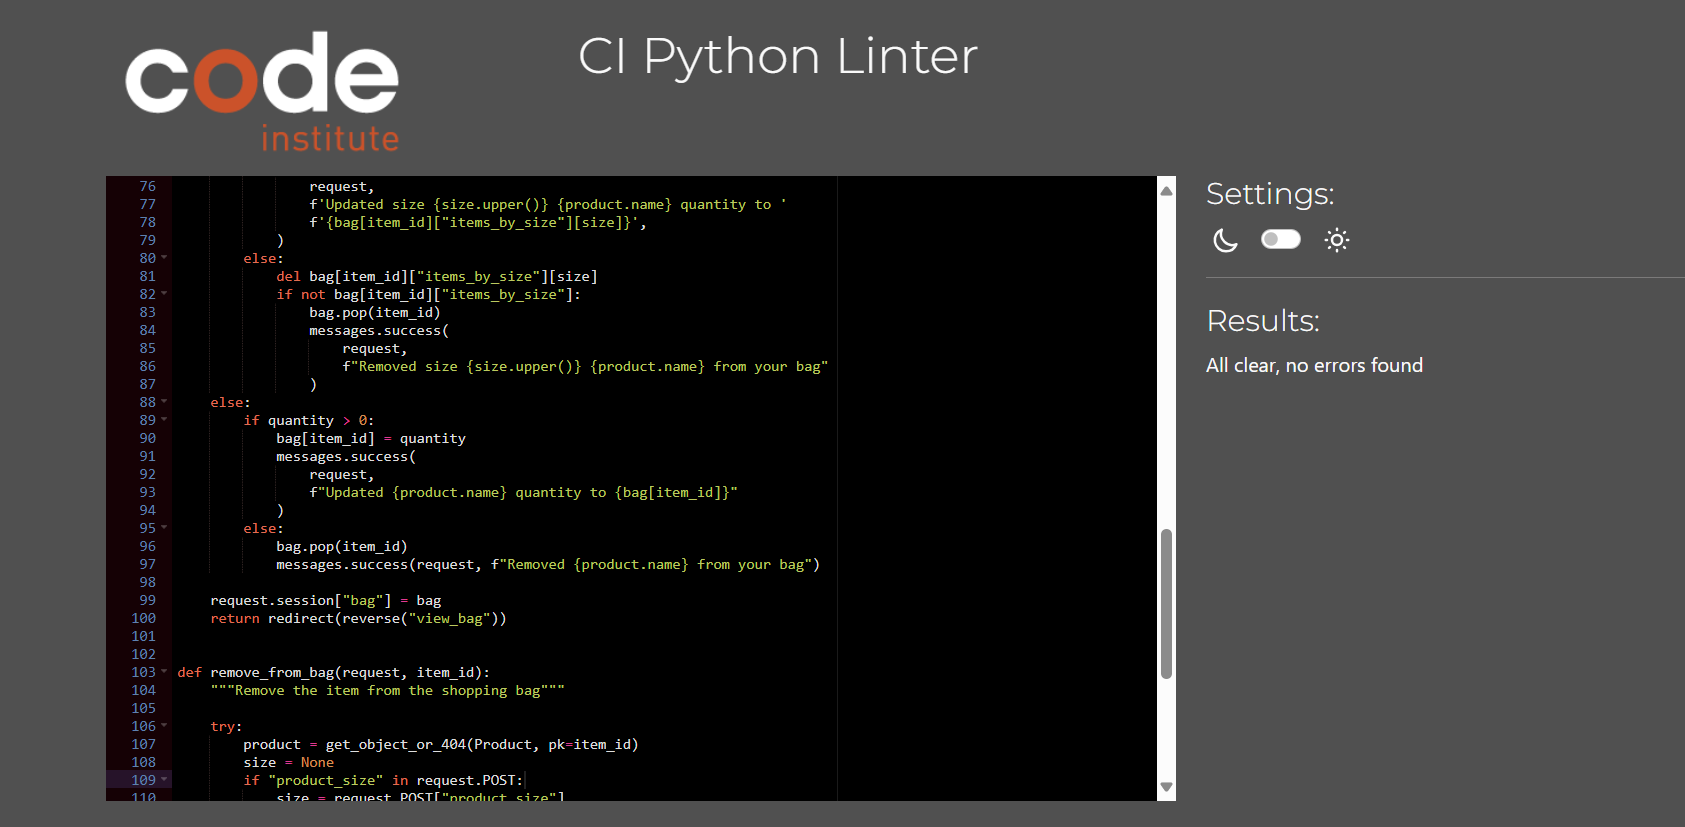 code
institute
CI Python Linter
76 request,
77 f'Updated size {size.upper()} {product.name} quantity to '
78 f'{bag[item_id]["items_by_size"][size]}',
79 )
80 else:
81 del bag[item_id]["items_by_size"][size]
82 if not bag[item_id]["items_by_size"]:
83 bag.pop(item_id)
84 messages.success(
85 request,
86 f"Removed size {size.upper()} {product.name} from your bag"
87 )
88 else:
89 if quantity > 0:
90 bag[item_id] = quantity
91 messages.success(
92 request,
93 f"Updated {product.name} quantity to {bag[item_id]}"
94 )
95 else:
96 bag.pop(item_id)
97 messages.success(request, f"Removed {product.name} from your bag")
98
99 request.session["bag"] = bag
100 return redirect(reverse("view_bag"))
101
102
103 def remove_from_bag(request, item_id):
104 """Remove the item from the shopping bag"""
105
106 try:
107 product = get_object_or_404(Product, pk=item_id)
108 size = None
109 if "product_size" in request.POST:
110 size = request.POST["product_size"]
Settings:
Results:
All clear, no errors found